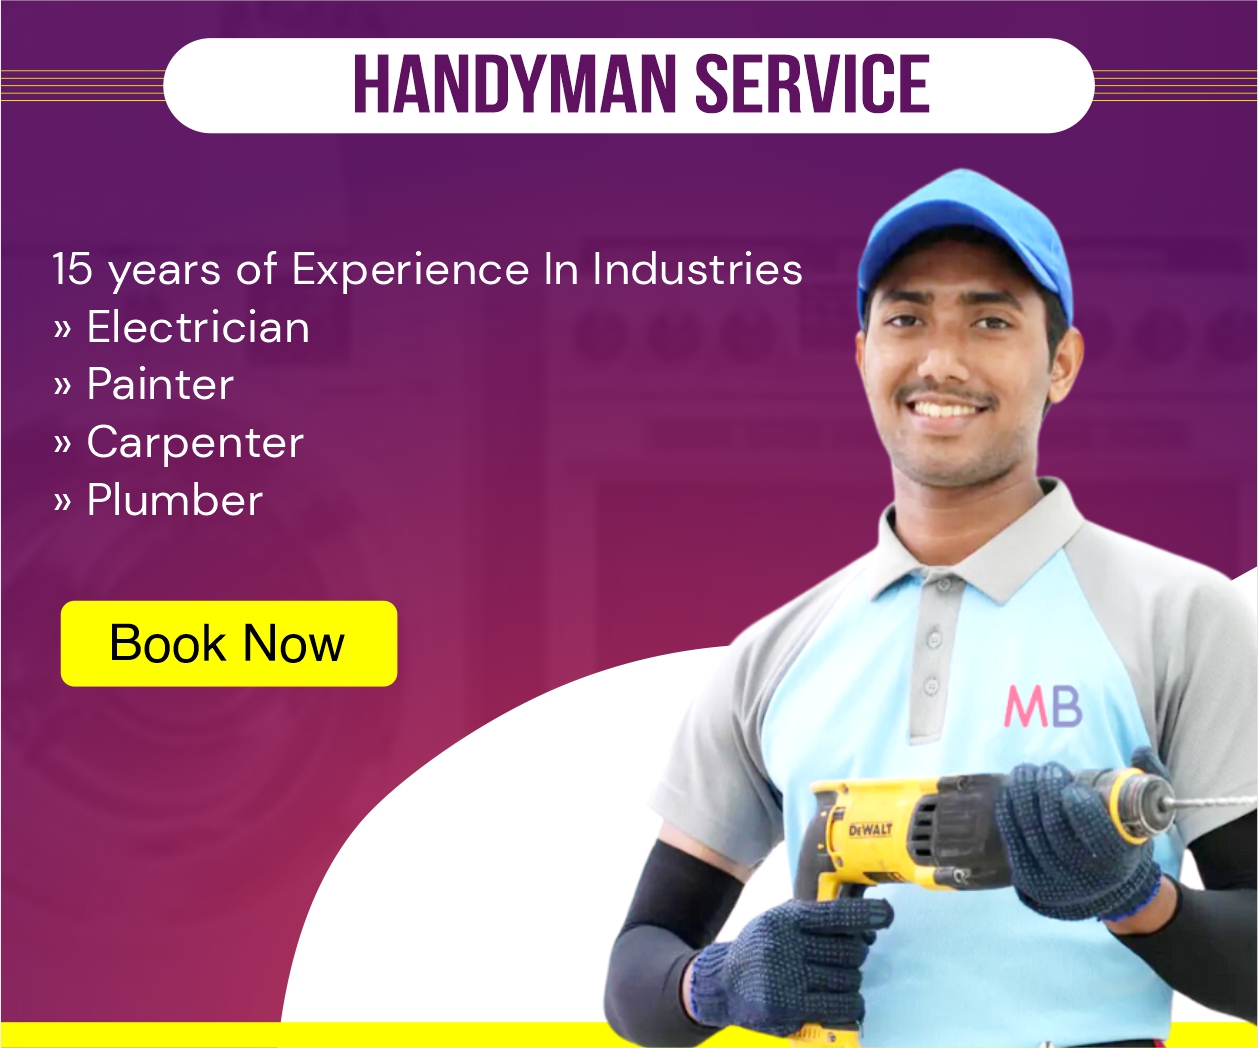 HANDYMAN SERVICE
15 years of Experience In Industries
» Electrician
» Painter
» Carpenter
» Plumber
Book Now
MB
DEWALT